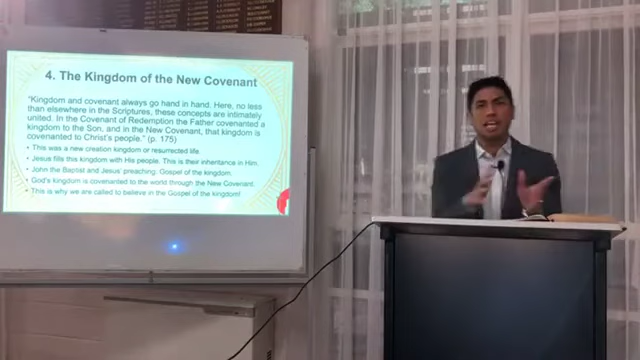 4. The Kingdom of the New Covenant
"Kingdom and covenant always go hand in hand. Here, no less
than elsewhere in the Scriptures, these concepts are intimately
united. In the Covenant of Redemption the Father covenanted a
kingdom to the Son, and in the New Covenant, that kingdom is
covenanted to Christ's people." (p. 175)
• This was a new creation kingdom or resurrected life.
• Jesus fills this kingdom with His people. This is their inheritance in Him.
• John the Baptist and Jesus' preaching: Gospel of the kingdom.
• God's kingdom is covenanted to the world through the New Covenant.
• This is why we are called to believe in the Gospel of the kingdom!